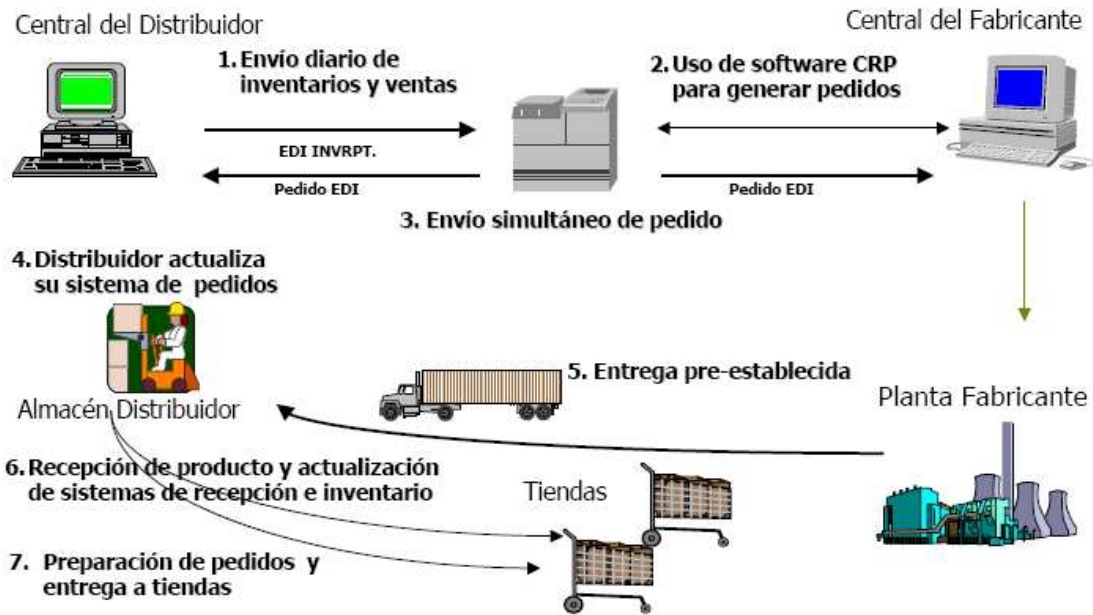 Central del Distribuidor
Central del Fabricante
1. Envío diario de
inventarios y ventas
2. Uso de software CRP
para generar pedidos
EDI INVRPT.
Pedido EDI
Pedido EDI
3. Envío simultáneo de pedido
4. Distribuidor actualiza
su sistema de pedidos
5. Entrega pre-establecida
Almacén Distribuidor
Planta Fabricante
6. Recepción de producto y actualización
de sistemas de recepción e inventario
Tiendas
7. Preparación de pedidos y
entrega a tiendas